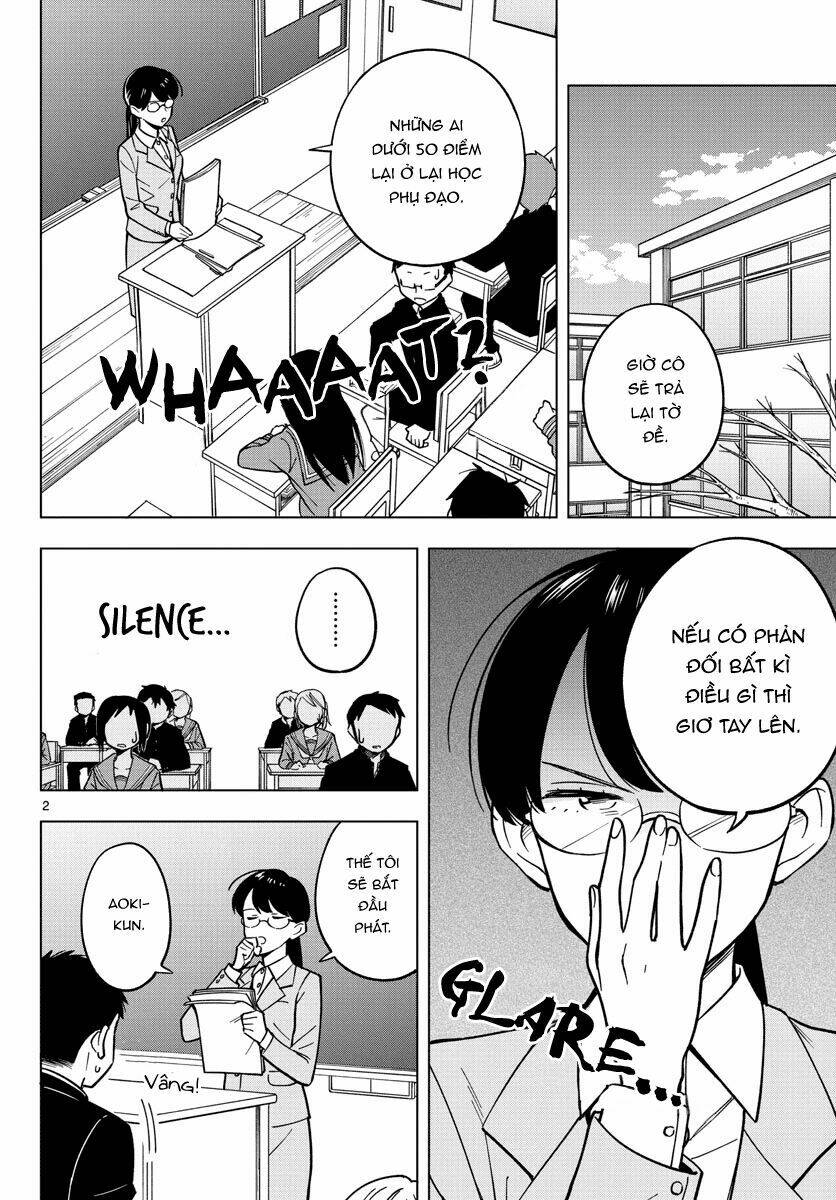 GIỜ CÔ
SẼ TRẢ
LẠI TỜ
ĐỀ.
NHỮNG AI
DƯỚI 50 ĐIỂM
LẠI Ở LẠI HỌC
PHỤ ĐẠO.
WHAAAAAT?
NẾU CÓ PHẢN
ĐỐI BẤT KÌ
ĐIỀU GÌ THÌ
GIƠ TAY LÊN.
GLARE...
.........
SILENCE...
2
THẾ TÔI
SẼ BẮT
ĐẦU
PHÁT.
AOKI-
KUN.
Vâng!